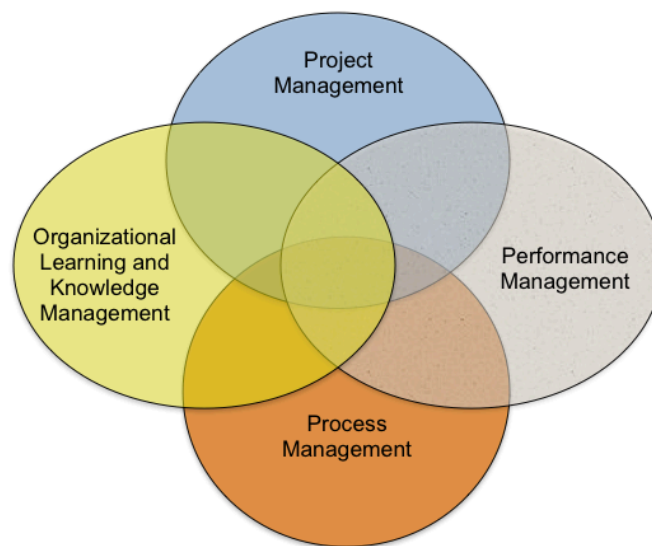 Project
Management
Organizational
Learning and
Knowledge
Management
Performance
Management
Process
Management